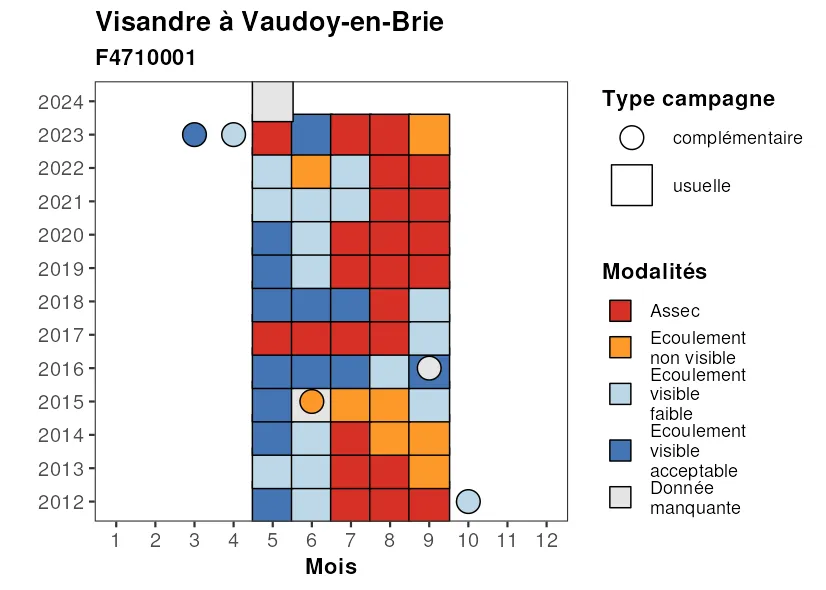 Visandre à Vaudoy-en-Brie
F4710001
2024
2023
2022
2021
2020
2019
2018
2017
2016
2015
2014
2013
2012
1 2 3 4 5 6 7 8 9 10 11 12
Mois
Type campagne
complémentaire
usuelle
Modalités
Assec
Ecoulement
non visible
Ecoulement
visible
faible
Ecoulement
visible
acceptable
Donnée
manquante